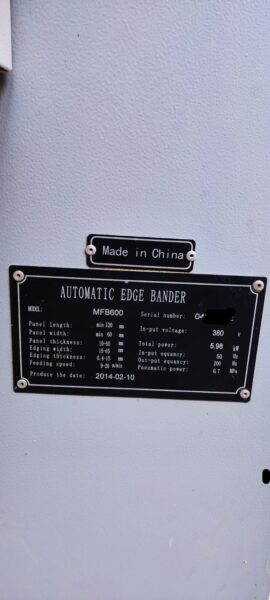 Made in China
AUTOMATIC EDGE BANDER
MODEL: MFB600 Serial number: 04
Panel length: min 120 mm In-put voltage: 380 V
Panel width: min 60 mm
Panel thickness: 10-60 mm Total power: 5.98 kW
Edging width: 15-65 mm In-put equancy: 50 Hz
Edging thickness: 0.4-15 mm Out-put equancy: 200 Hz
Feeding speed: 9-20 m/min Pneumatic power: 0.7 MPa
Produce the date: 2014-02-10